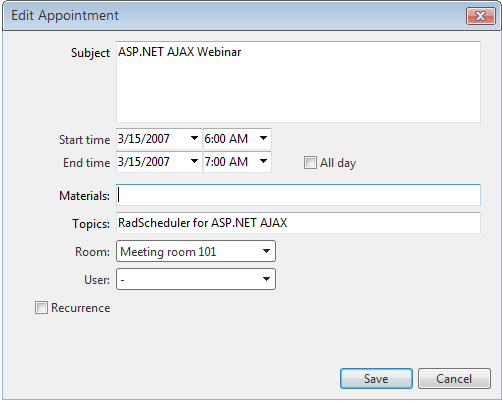 Edit Appointment
Subject ASP.NET AJAX Webinar
Start time 3/15/2007 6:00 AM
End time 3/15/2007 7:00 AM All day
Materials:
Topics: RadScheduler for ASP.NET AJAX
Room: Meeting room 101
User: -
Recurrence
Save Cancel